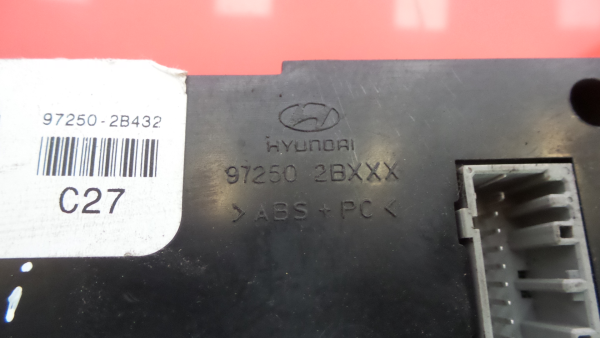 97250-2B432
C27
HYUNDAI
97250 2BXXX
>ABS+PC<